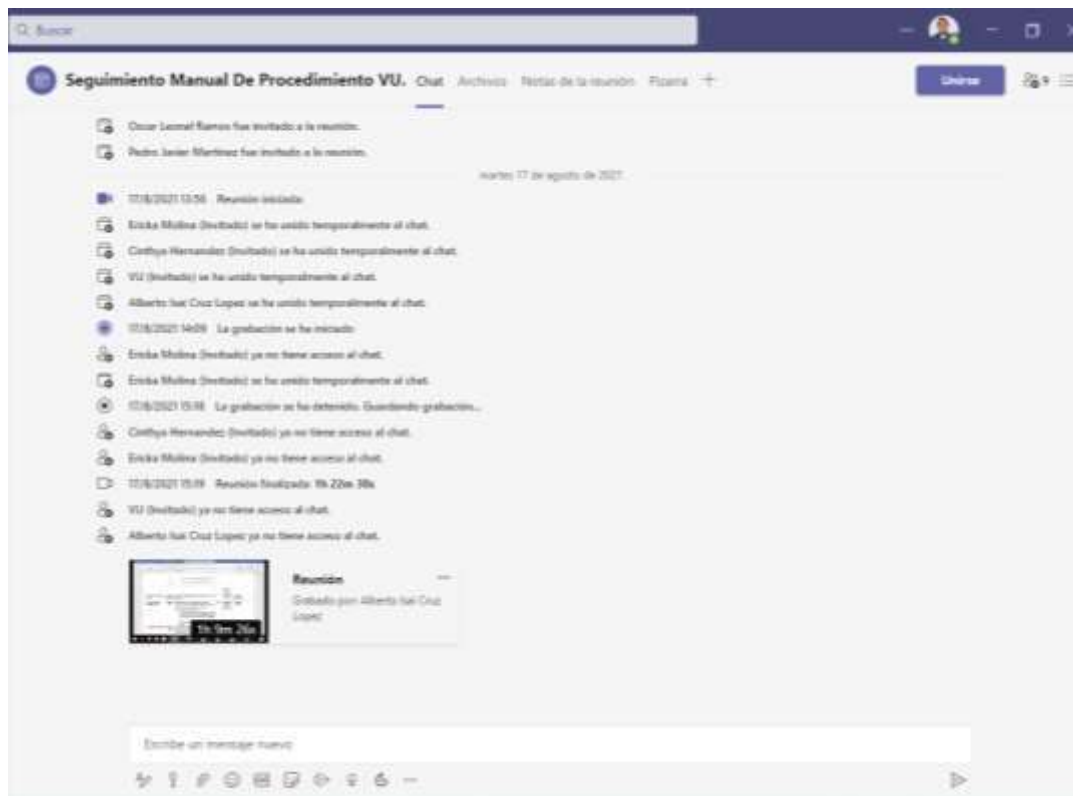 Buscar
Seguimiento Manual De Procedimiento VU. Chat Archivos Notas de la reunión Pizarra +
Unirse 9
Oscar Leonel Ramos fue invitado a la reunión.
Pedro Javier Martinez fue invitado a la reunión.
martes 17 de agosto de 2021
17/8/2021 13:56 Reunión iniciada
Ericka Molina (Invitado) se ha unido temporalmente al chat.
Cinthya Hernandez (Invitado) se ha unido temporalmente al chat.
VU (Invitado) se ha unido temporalmente al chat.
Alberto Isaí Cruz Lopez se ha unido temporalmente al chat.
17/8/2021 14:09 La grabación se ha iniciado
Ericka Molina (Invitado) ya no tiene acceso al chat.
Ericka Molina (Invitado) se ha unido temporalmente al chat.
17/8/2021 15:18 La grabación se ha detenido. Guardando grabación...
Cinthya Hernandez (Invitado) ya no tiene acceso al chat.
Ericka Molina (Invitado) ya no tiene acceso al chat.
17/8/2021 15:19 Reunión finalizada: 1h 22m 38s
VU (Invitado) ya no tiene acceso al chat.
Alberto Isaí Cruz Lopez ya no tiene acceso al chat.
Reunión
Grabado por: Alberto Isaí Cruz
Lopez
1h 9m 26s
Escribe un mensaje nuevo